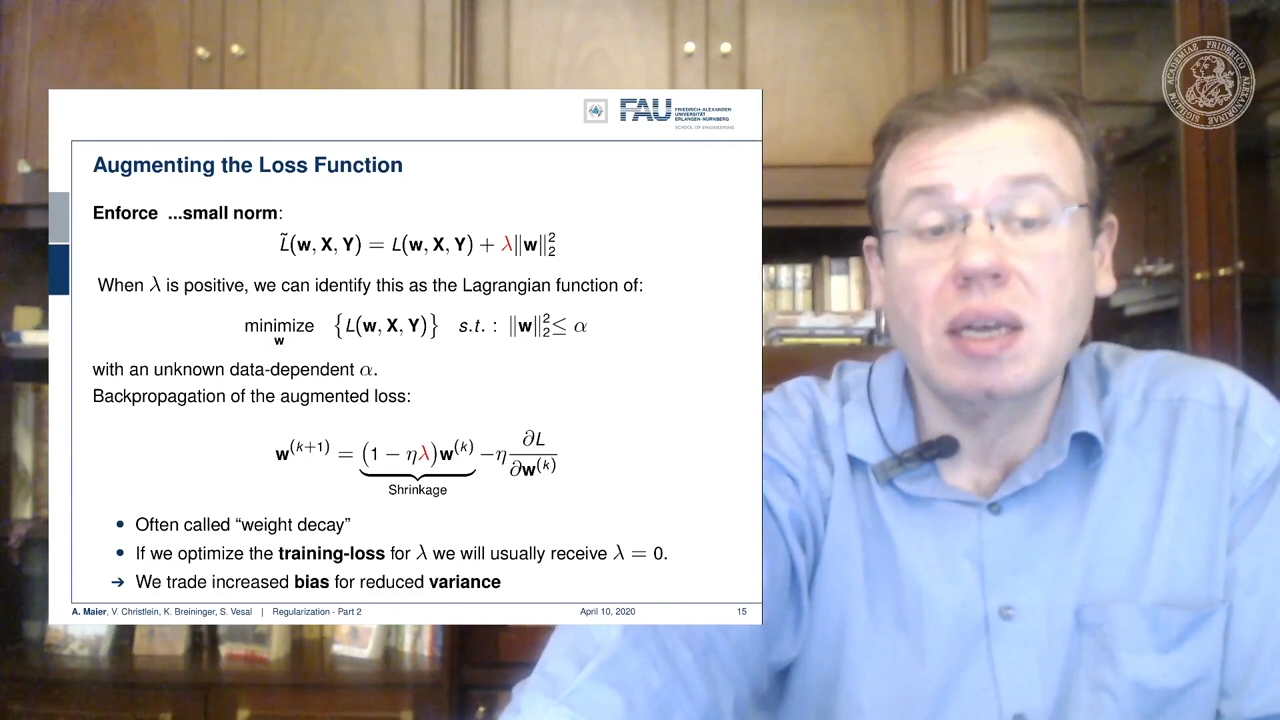 FAU FRIEDRICH-ALEXANDER
UNIVERSITÄT
ERLANGEN-NÜRNBERG
SCHOOL OF ENGINEERING
ACADEMIAE FRIDERICO ALEXANDRINAE SIGILLVM
Augmenting the Loss Function
Enforce ...small norm:
L̃(w, X, Y) = L(w, X, Y) + λ‖w‖₂²
When λ is positive, we can identify this as the Lagrangian function of:
minimize {L(w, X, Y)} s.t. : ‖w‖₂² ≤ α
w
with an unknown data-dependent α.
Backpropagation of the augmented loss:
w^(k+1) = (1 − ηλ)w^(k) − η ∂L/∂w^(k)
Shrinkage
• Often called “weight decay”
• If we optimize the training-loss for λ we will usually receive λ = 0.
➔ We trade increased bias for reduced variance
A. Maier, V. Christlein, K. Breininger, S. Vesal | Regularization - Part 2 April 10, 2020 15